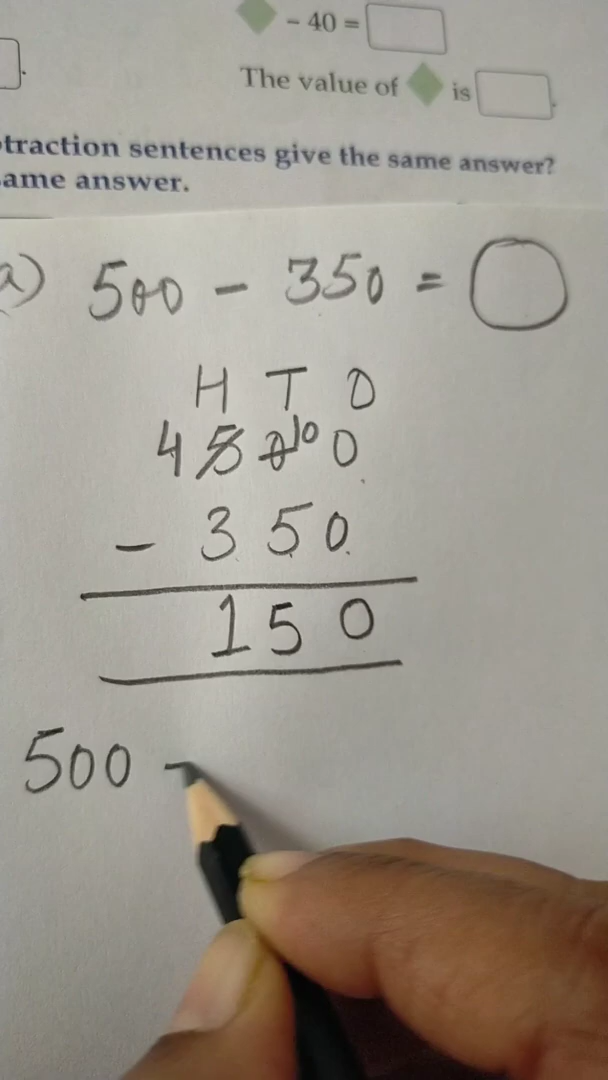 - 40 =
.
The value of is .
traction sentences give the same answer?
ame answer.
a) 500 - 350 =
H T O
4 5 0 10 0
- 3 5 0
1 5 0
500 -